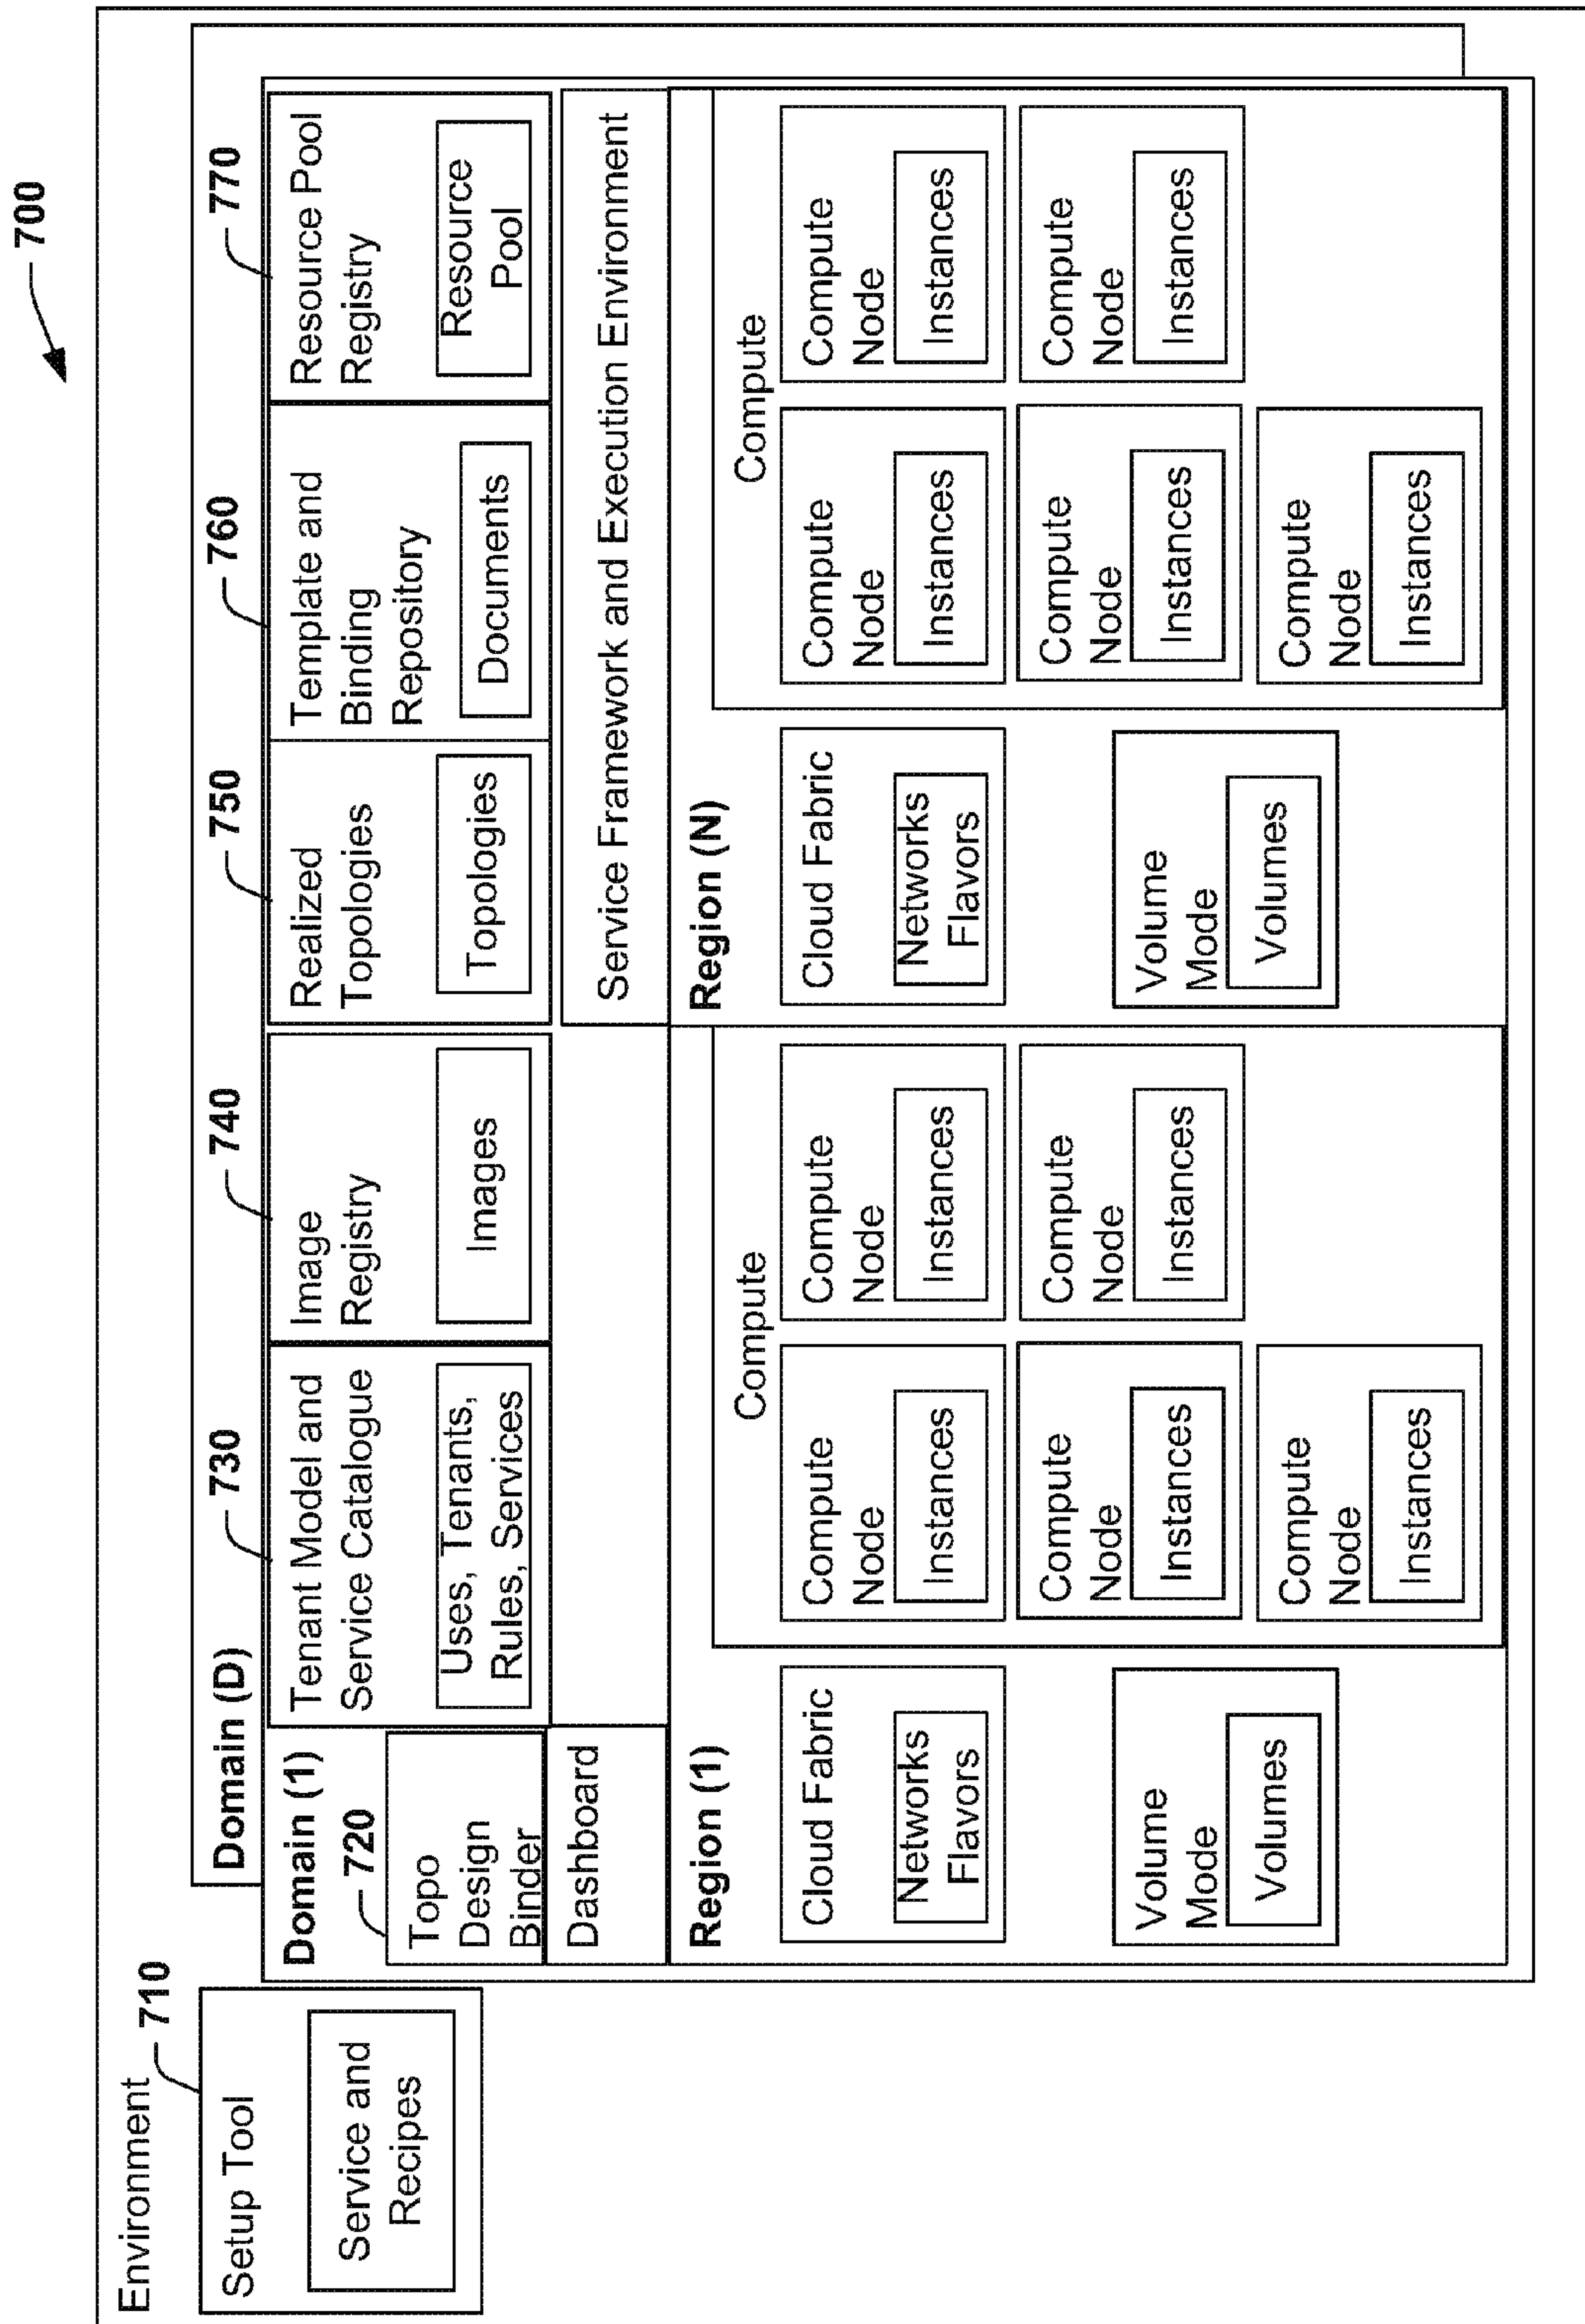 700
Environment
710
Setup Tool
Service and
Recipes
Domain (D)
Domain (1)
720
Topo
Design
Binder
Dashboard
730
Tenant Model and
Service Catalogue
Uses, Tenants,
Rules, Services
740
Image
Registry
Images
750
Realized
Topologies
Topologies
760
Template and
Binding
Repository
Documents
770
Resource Pool
Registry
Resource
Pool
Service Framework and Execution Environment
Region (1)
Cloud Fabric
Networks
Flavors
Volume
Mode
Volumes
Compute
Compute
Node
Instances
Compute
Node
Instances
Compute
Node
Instances
Compute
Node
Instances
Compute
Node
Instances
Region (N)
Cloud Fabric
Networks
Flavors
Volume
Mode
Volumes
Compute
Compute
Node
Instances
Compute
Node
Instances
Compute
Node
Instances
Compute
Node
Instances
Compute
Node
Instances